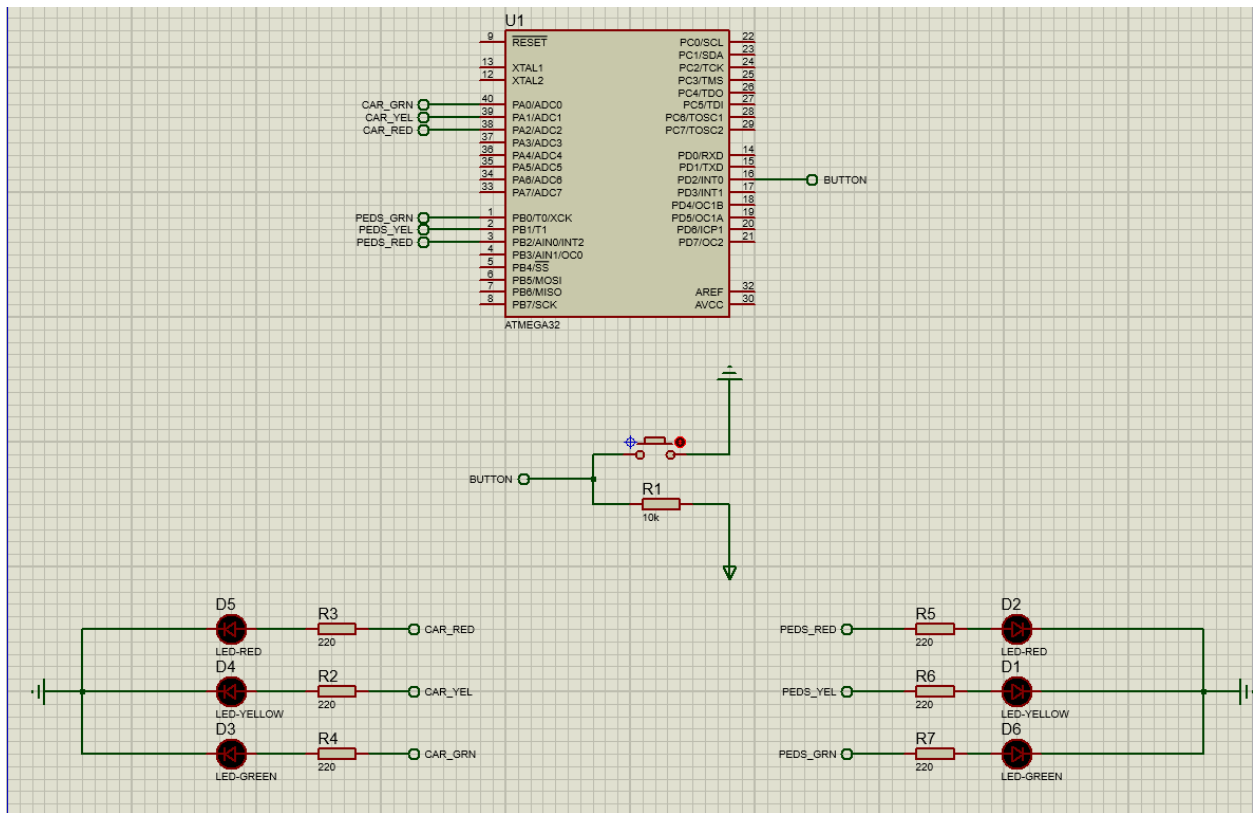 U1
9 RESET PC0/SCL 22
PC1/SDA 23
13 XTAL1 PC2/TCK 24
12 XTAL2 PC3/TMS 25
PC4/TDO 26
CAR_GRN 40 PA0/ADC0 PC5/TDI 27
CAR_YEL 39 PA1/ADC1 PC6/TOSC1 28
CAR_RED 38 PA2/ADC2 PC7/TOSC2 29
37 PA3/ADC3
36 PA4/ADC4 PD0/RXD 14
35 PA5/ADC5 PD1/TXD 15
34 PA6/ADC6 PD2/INT0 16 BUTTON
33 PA7/ADC7 PD3/INT1 17
PD4/OC1B 18
PEDS_GRN 1 PB0/T0/XCK PD5/OC1A 19
PEDS_YEL 2 PB1/T1 PD6/ICP1 20
PEDS_RED 3 PB2/AIN0/INT2 PD7/OC2 21
4 PB3/AIN1/OC0
5 PB4/SS
6 PB5/MOSI
7 PB6/MISO AREF 32
8 PB7/SCK AVCC 30
ATMEGA32
BUTTON
R1
10k
D5 R3 CAR_RED
LED-RED 220
D4 R2 CAR_YEL
LED-YELLOW 220
D3 R4 CAR_GRN
LED-GREEN 220
PEDS_RED R5 D2
220 LED-RED
PEDS_YEL R6 D1
220 LED-YELLOW
PEDS_GRN R7 D6
220 LED-GREEN